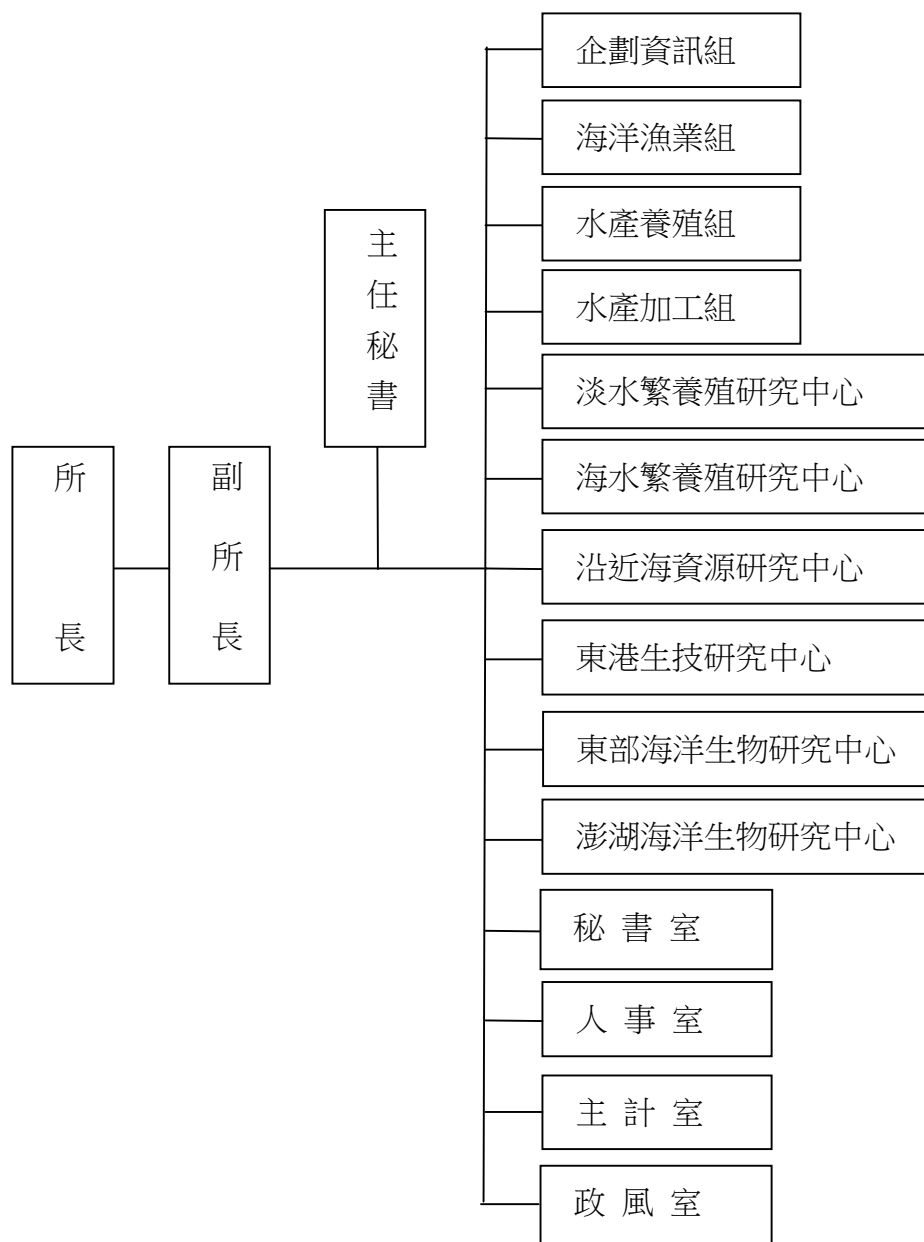 所長
副所長
主任秘書
企劃資訊組
海洋漁業組
水產養殖組
水產加工組
淡水繁養殖研究中心
海水繁養殖研究中心
沿近海資源研究中心
東港生技研究中心
東部海洋生物研究中心
澎湖海洋生物研究中心
秘書室
人事室
主計室
政風室